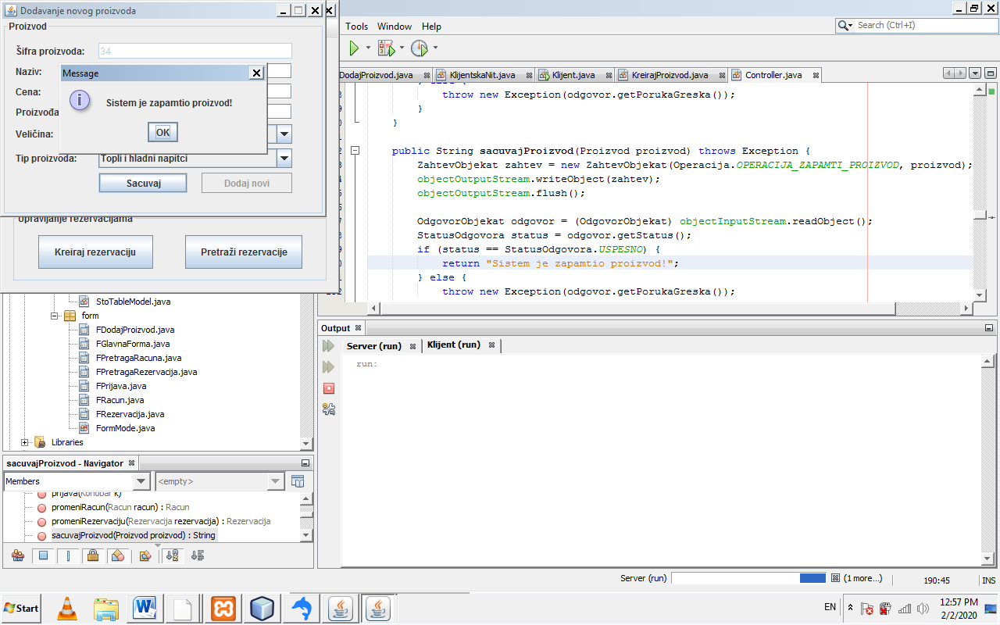 Dodavanje novog proizvoda
Proizvod
Šifra proizvoda:
34
Naziv:
Cena:
Veličina:
Tip proizvoda:
Topli i hladni napitci
Sacuvaj
Dodaj novi
Message
Sistem je zapamtio proizvod!
OK
Upravljanje rezervacijama
Kreiraj rezervaciju
Pretraži rezervacije
Tools Window Help
Search (Ctrl+I)
DodajProizvod.java
KlijentskaNit.java
Klijent.java
KreirajProizvod.java
Controller.java
throw new Exception(odgovor.getPorukaGreska());
}
}
public String sacuvajProizvod(Proizvod proizvod) throws Exception {
ZahtevObjekat zahtev = new ZahtevObjekat(Operacija.OPERACIJA_ZAPAMTI_PROIZVOD, proizvod);
objectOutputStream.writeObject(zahtev);
objectOutputStream.flush();
OdgovorObjekat odgovor = (OdgovorObjekat) objectInputStream.readObject();
StatusOdgovora status = odgovor.getStatus();
if (status == StatusOdgovora.USPESNO) {
return "Sistem je zapamtio proizvod!";
} else {
throw new Exception(odgovor.getPorukaGreska());
StoTableModel.java
form
FDodajProizvod.java
FGlavnaForma.java
FPretragaRacuna.java
FPretragaRezervacija.java
FPrijava.java
FRacun.java
FRezervacija.java
FormMode.java
Libraries
sacuvajProizvod - Navigator
Members
<empty>
prijava(Konobar k)
promeniRacun(Racun racun) : Racun
promeniRezervaciju(Rezervacija rezervacija) : Rezervacija
sacuvajProizvod(Proizvod proizvod) : String
Output
Server (run)
Klijent (run)
run:
Server (run)
(1 more...)
190:45
INS
Start
EN
12:57 PM
2/2/2020